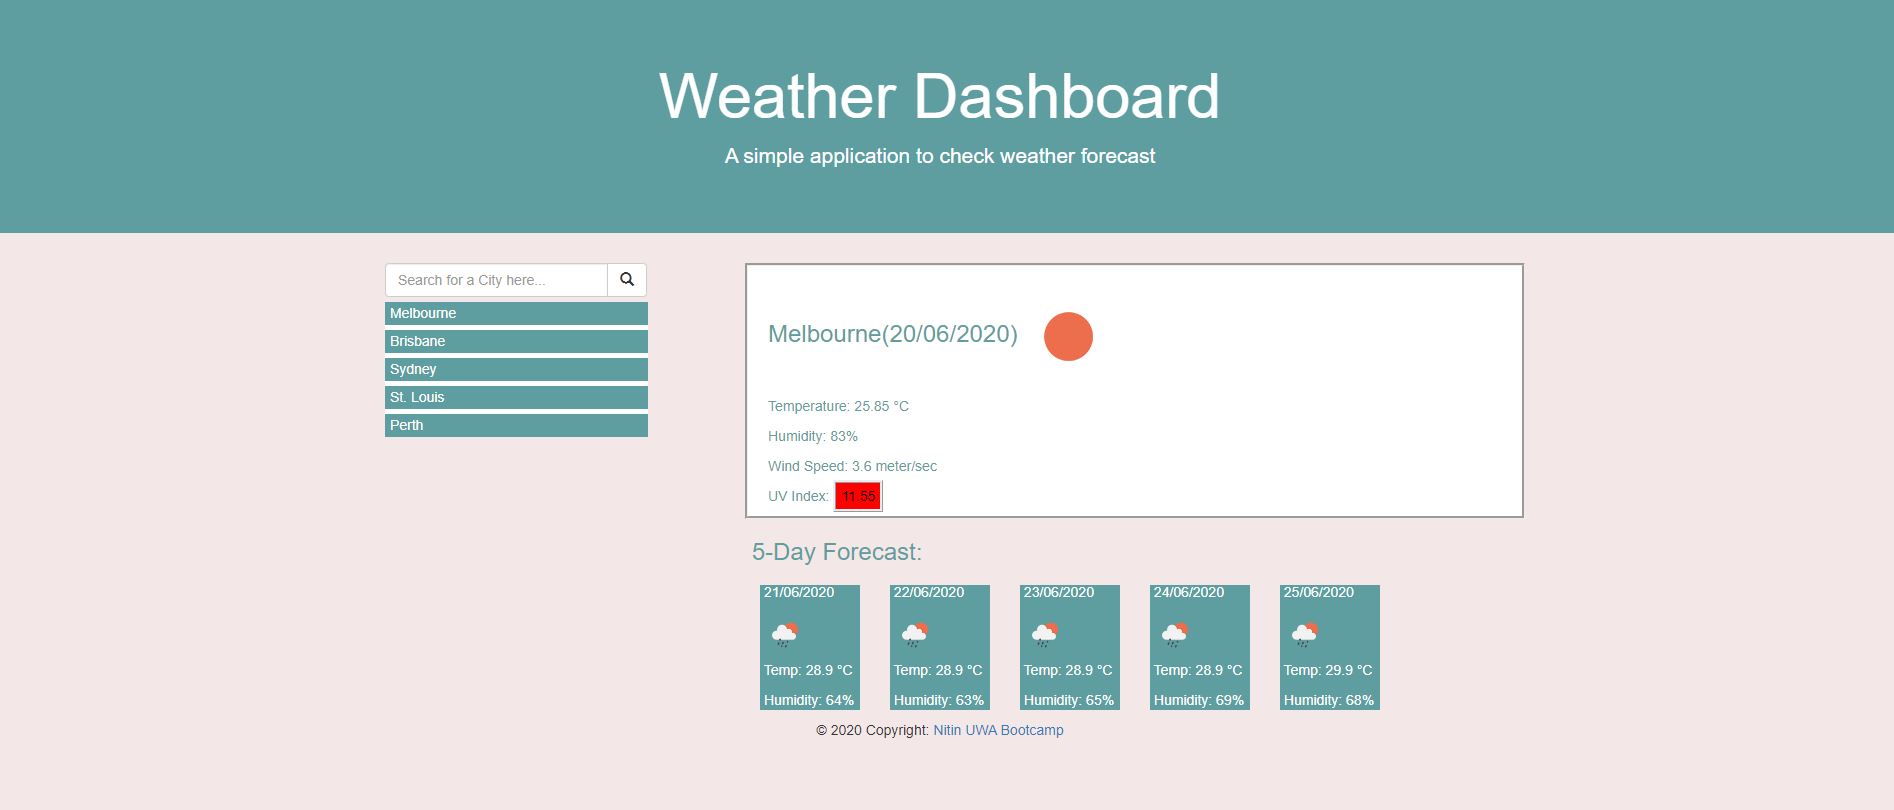 Weather Dashboard
A simple application to check weather forecast
Search for a City here...
Melbourne
Brisbane
Sydney
St. Louis
Perth
Melbourne(20/06/2020)
Temperature: 25.85 °C
Humidity: 83%
Wind Speed: 3.6 meter/sec
UV Index: 11.55
5-Day Forecast:
21/06/2020
Temp: 28.9 °C
Humidity: 64%
22/06/2020
Temp: 28.9 °C
Humidity: 63%
23/06/2020
Temp: 28.9 °C
Humidity: 65%
24/06/2020
Temp: 28.9 °C
Humidity: 69%
25/06/2020
Temp: 29.9 °C
Humidity: 68%
© 2020 Copyright: Nitin UWA Bootcamp